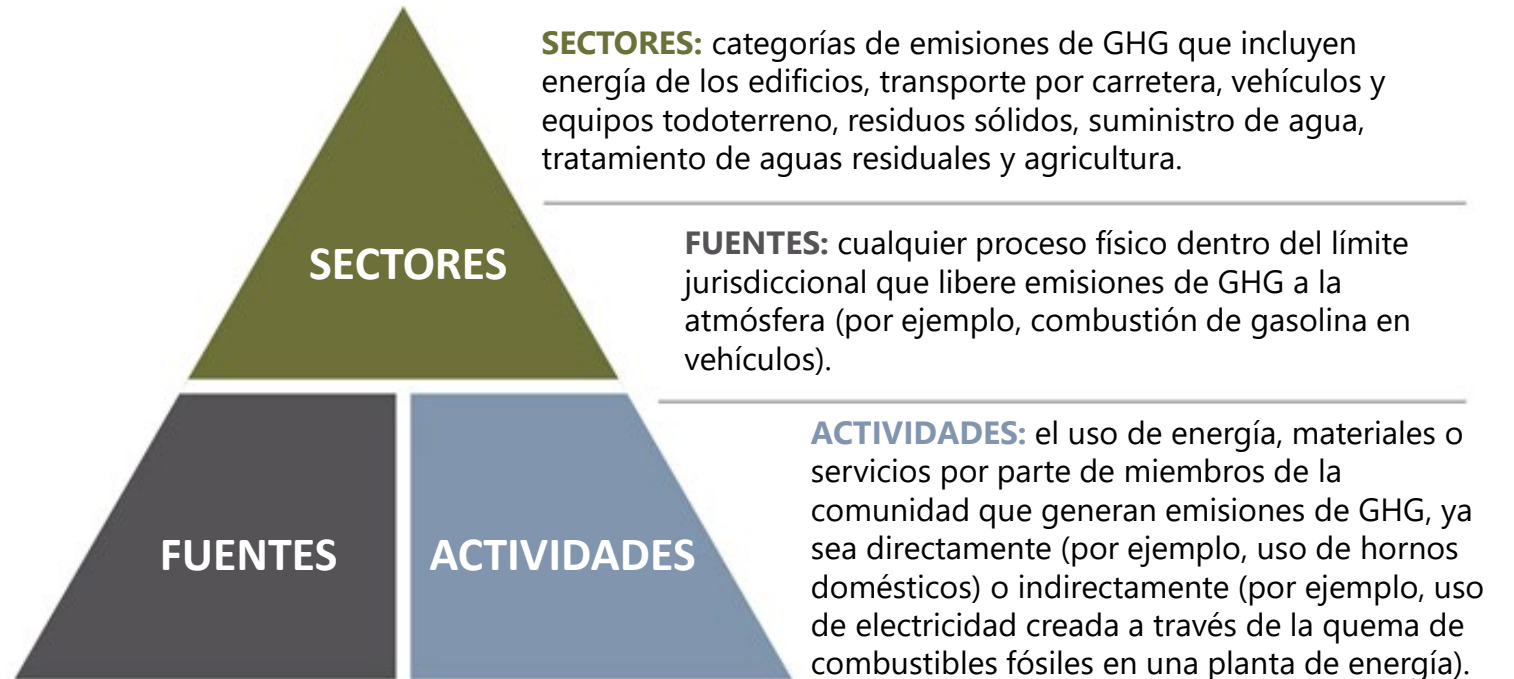 SECTORES: categorías de emisiones de GHG que incluyen
energía de los edificios, transporte por carretera, vehículos y
equipos todoterreno, residuos sólidos, suministro de agua,
tratamiento de aguas residuales y agricultura.
SECTORES
FUENTES: cualquier proceso físico dentro del límite
jurisdiccional que libere emisiones de GHG a la
atmósfera (por ejemplo, combustión de gasolina en
vehículos).
FUENTES
ACTIVIDADES
ACTIVIDADES: el uso de energía, materiales o
servicios por parte de miembros de la
comunidad que generan emisiones de GHG, ya
sea directamente (por ejemplo, uso de hornos
domésticos) o indirectamente (por ejemplo, uso
de electricidad creada a través de la quema de
combustibles fósiles en una planta de energía).